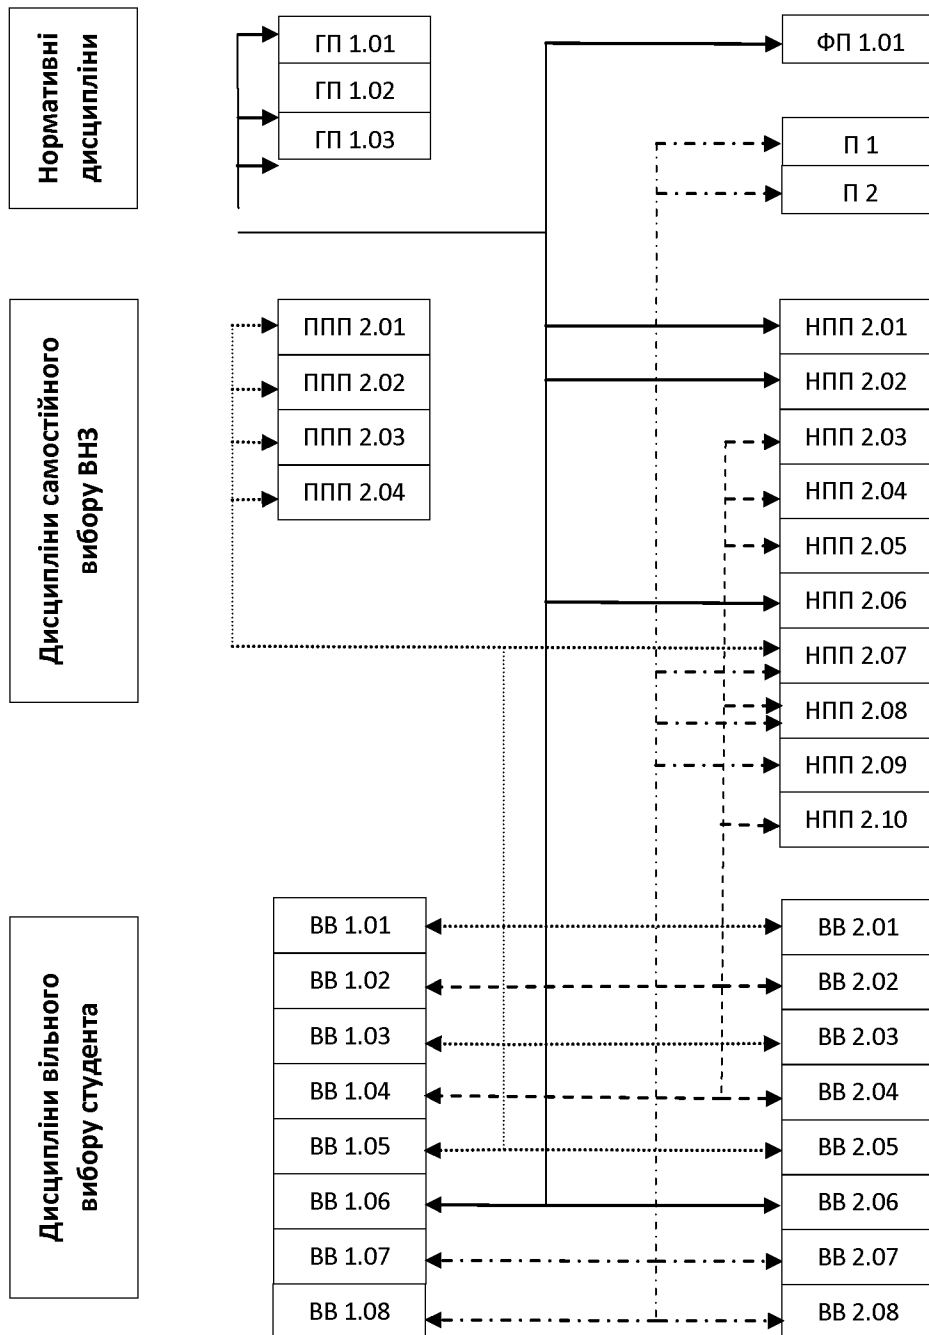 Нормативні
дисципліни
ГП 1.01
ГП 1.02
ГП 1.03
ФП 1.01
П 1
П 2
Дисципліни самостійного
вибору ВНЗ
ППП 2.01
ППП 2.02
ППП 2.03
ППП 2.04
НПП 2.01
НПП 2.02
НПП 2.03
НПП 2.04
НПП 2.05
НПП 2.06
НПП 2.07
НПП 2.08
НПП 2.09
НПП 2.10
Дисципліни вільного
вибору студента
ВВ 1.01
ВВ 1.02
ВВ 1.03
ВВ 1.04
ВВ 1.05
ВВ 1.06
ВВ 1.07
ВВ 1.08
ВВ 2.01
ВВ 2.02
ВВ 2.03
ВВ 2.04
ВВ 2.05
ВВ 2.06
ВВ 2.07
ВВ 2.08